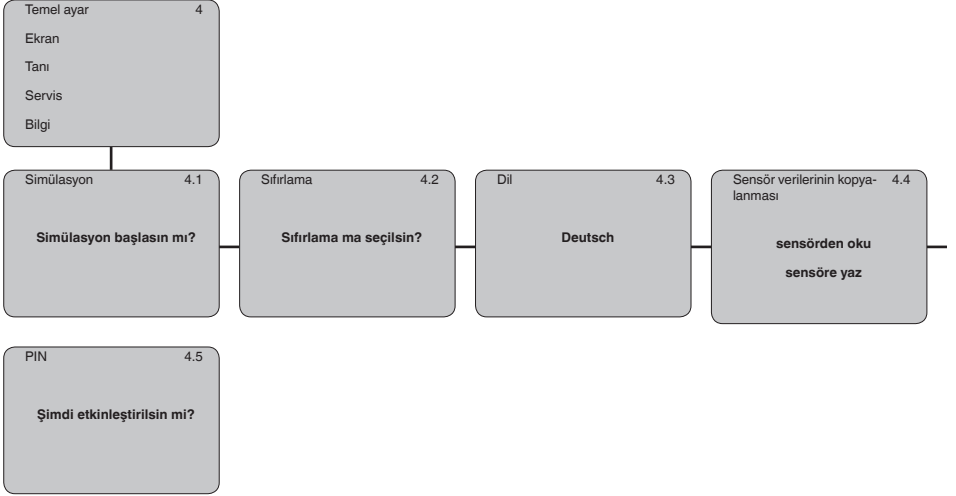 Temel ayar 4
Ekran
Tanı
Servis
Bilgi
Simülasyon 4.1
Simülasyon başlasın mı?
Sıfırlama 4.2
Sıfırlama ma seçilsin?
Dil 4.3
Deutsch
Sensör verilerinin kopya- 4.4
lanması
sensörden oku
sensöre yaz
PIN 4.5
Şimdi etkinleştirilsin mi?